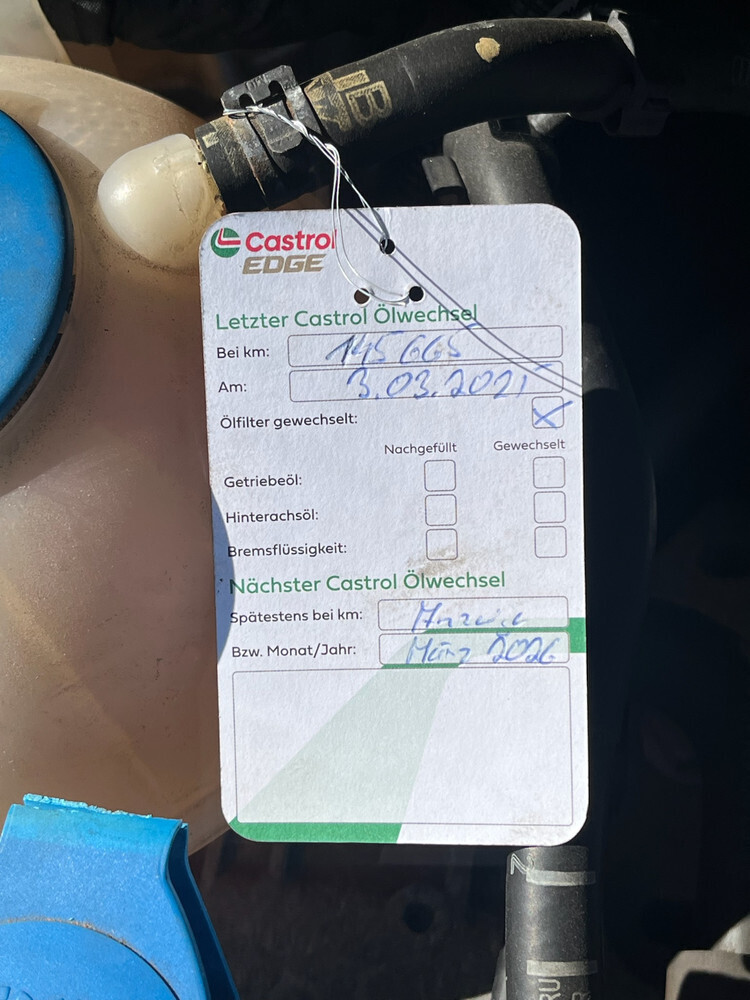 Castrol
EDGE
Letzter Castrol Ölwechsel
Bei km: 145 665
Am: 3.03.2025
Ölfilter gewechselt: X
Nachgefüllt Gewechselt
Getriebeöl:
Hinterachsöl:
Bremsflüssigkeit:
Nächster Castrol Ölwechsel
Spätestens bei km: Anzeige
Bzw. Monat/Jahr: März 2026